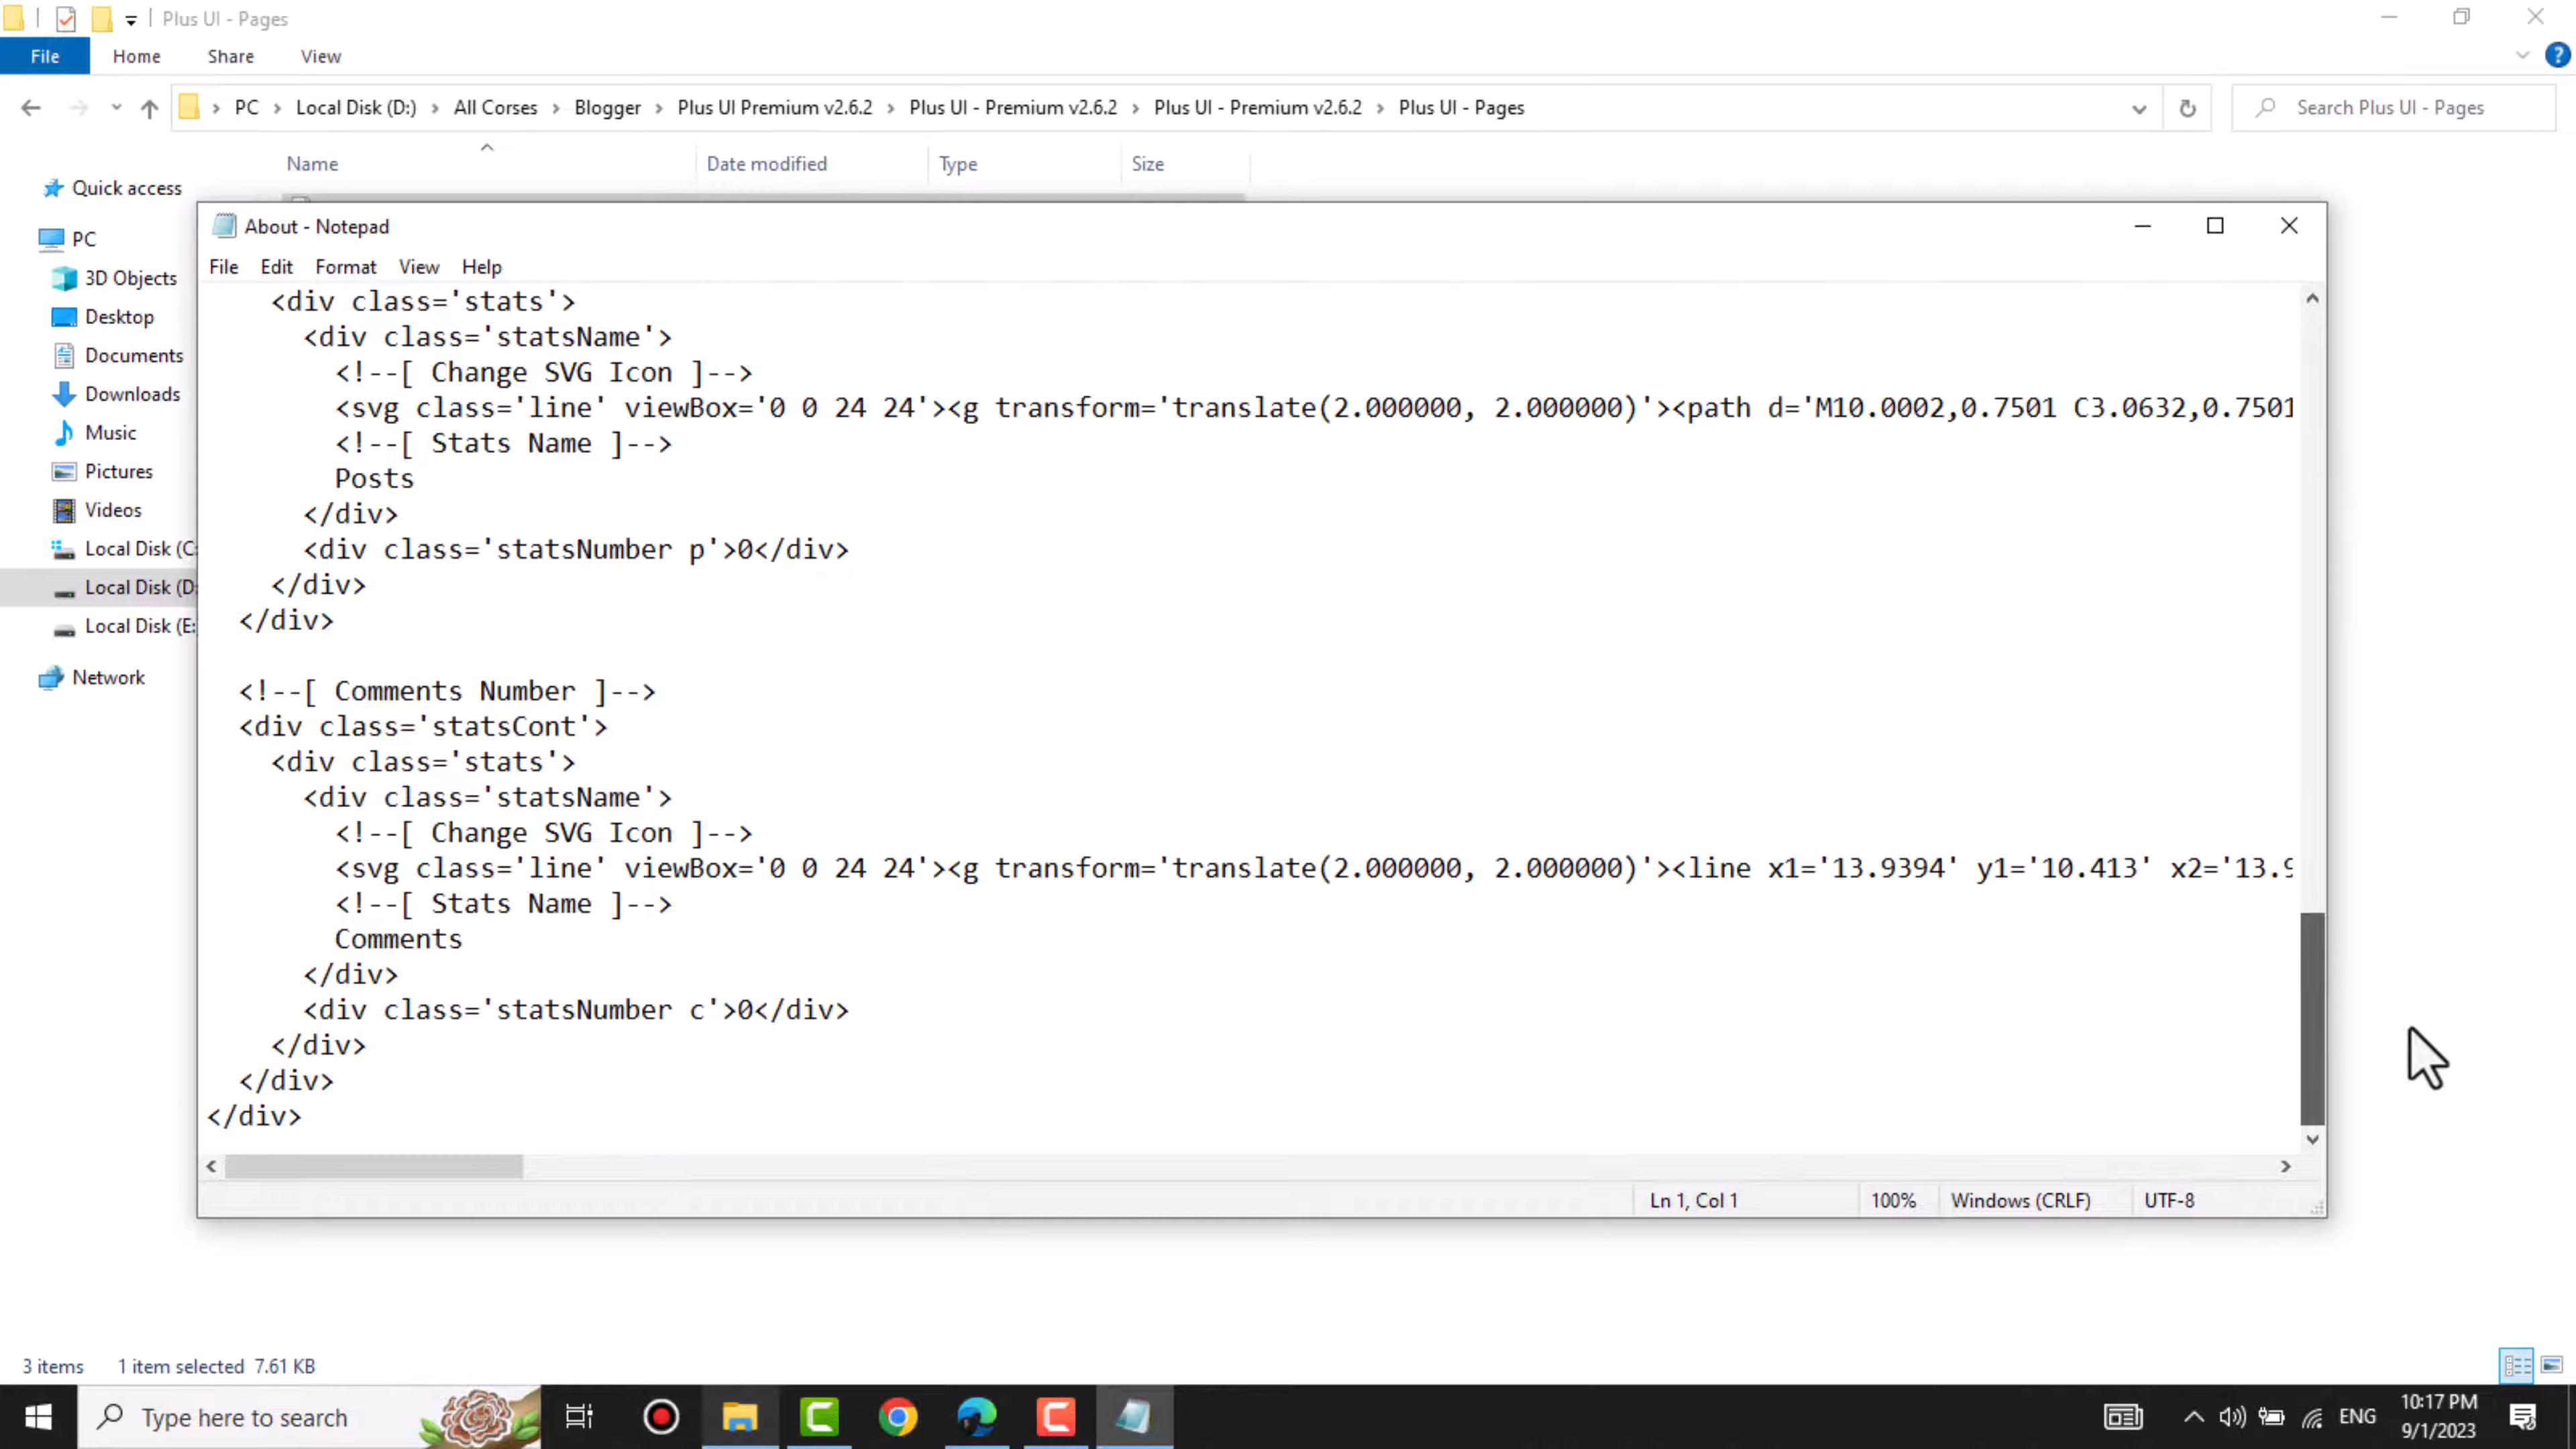 Plus UI - Pages
File Home Share View
PC › Local Disk (D:) › All Corses › Blogger › Plus UI Premium v2.6.2 › Plus UI - Premium v2.6.2 › Plus UI - Premium v2.6.2 › Plus UI - Pages
Search Plus UI - Pages
Name Date modified Type Size
Quick access
PC
3D Objects
Desktop
Documents
Downloads
Music
Pictures
Videos
Local Disk (C:
Local Disk (D:
Local Disk (E:
Network
About - Notepad
File Edit Format View Help
<div class='stats'>
<div class='statsName'>
<!--[ Change SVG Icon ]-->
<svg class='line' viewBox='0 0 24 24'><g transform='translate(2.000000, 2.000000)'><path d='M10.0002,0.7501 C3.0632,0.7501
<!--[ Stats Name ]-->
Posts
</div>
<div class='statsNumber p'>0</div>
</div>
</div>
<!--[ Comments Number ]-->
<div class='statsCont'>
<div class='stats'>
<div class='statsName'>
<!--[ Change SVG Icon ]-->
<svg class='line' viewBox='0 0 24 24'><g transform='translate(2.000000, 2.000000)'><line x1='13.9394' y1='10.413' x2='13.9
<!--[ Stats Name ]-->
Comments
</div>
<div class='statsNumber c'>0</div>
</div>
</div>
</div>
Ln 1, Col 1 100% Windows (CRLF) UTF-8
3 items 1 item selected 7.61 KB
Type here to search
ENG
10:17 PM
9/1/2023